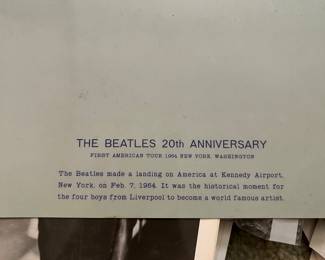 THE BEATLES 20th ANNIVERSARY
FIRST AMERICAN TOUR 1964 NEW YORK WASHINGTON
The Beatles made a landing on America at Kennedy Airport,
New York, on Feb. 7, 1964. It was the historical moment for
the four boys from Liverpool to become a world famous artist.